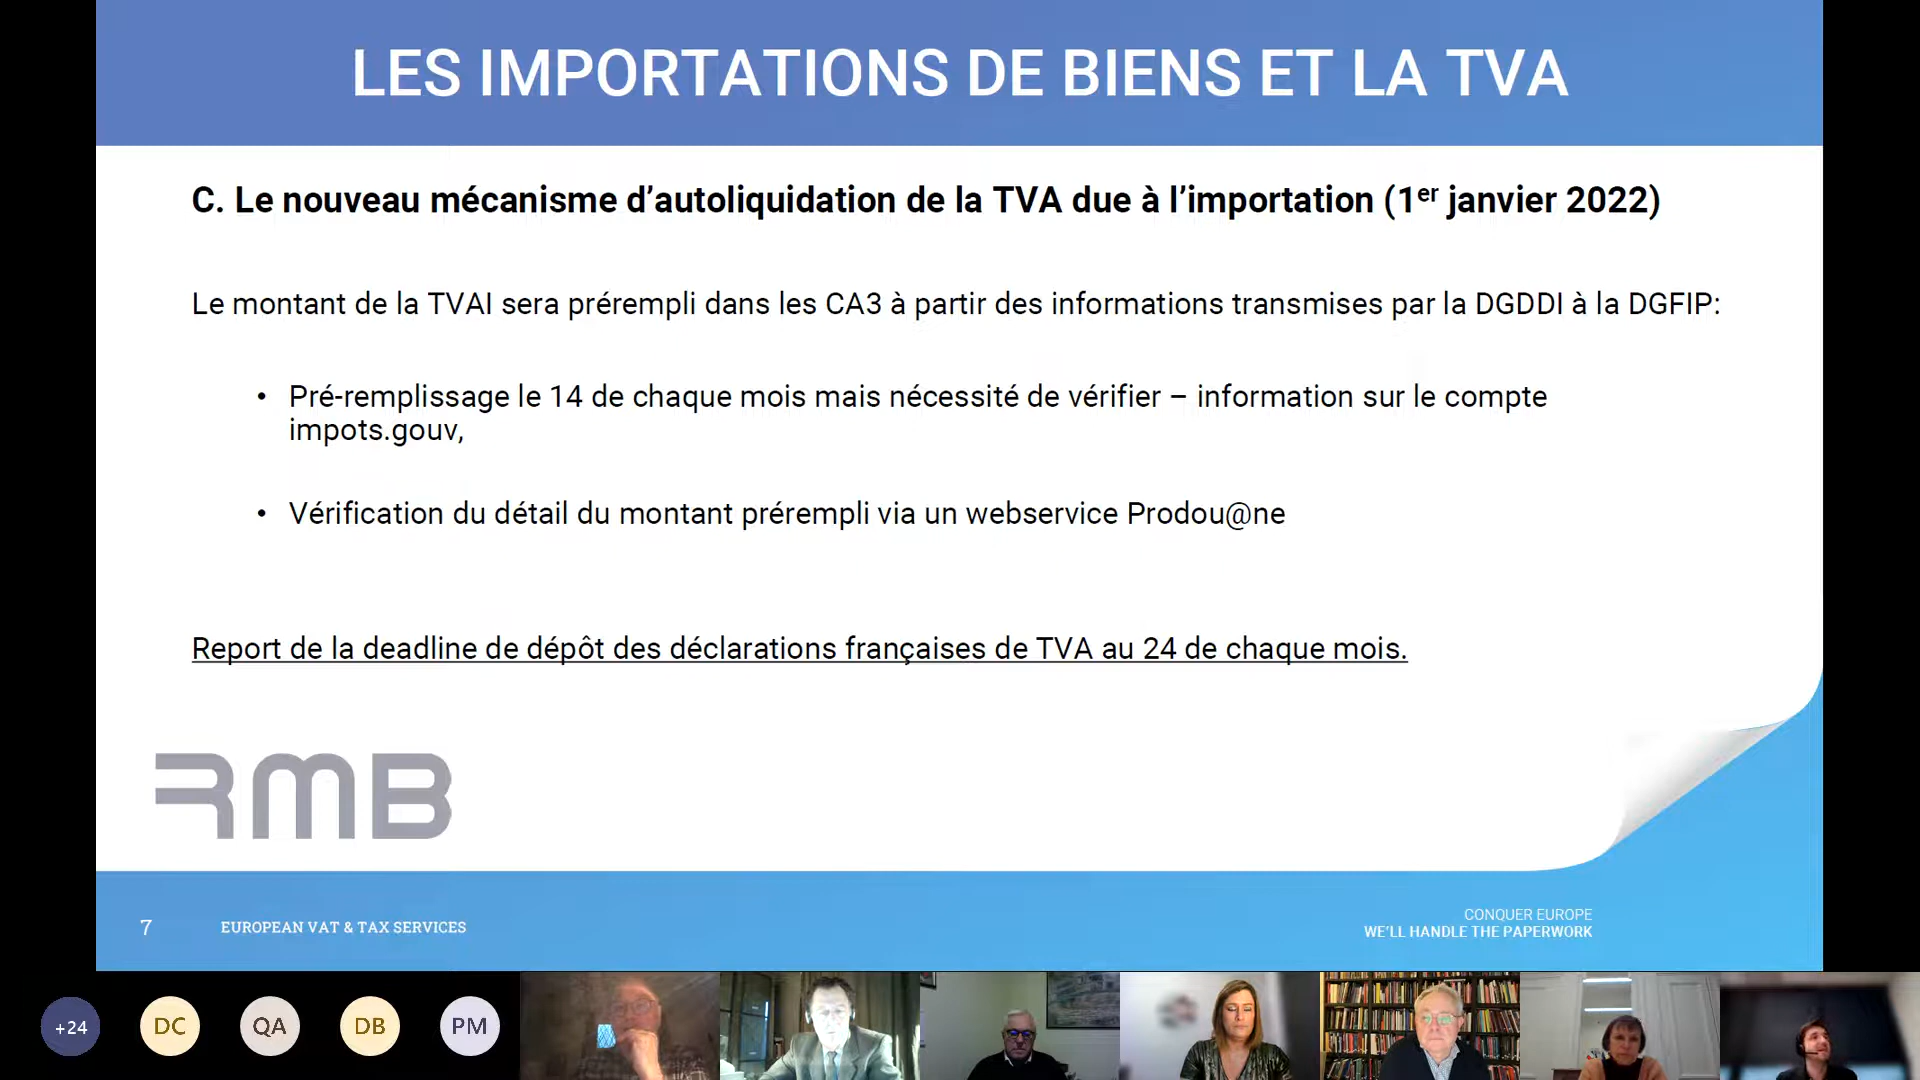 LES IMPORTATIONS DE BIENS ET LA TVA
C. Le nouveau mécanisme d’autoliquidation de la TVA due à l’importation (1er janvier 2022)
Le montant de la TVAI sera prérempli dans les CA3 à partir des informations transmises par la DGDDI à la DGFIP:
• Pré-remplissage le 14 de chaque mois mais nécessité de vérifier – information sur le compte
impots.gouv,
• Vérification du détail du montant prérempli via un webservice Prodou@ne
Report de la deadline de dépôt des déclarations françaises de TVA au 24 de chaque mois.
RMB
7
EUROPEAN VAT & TAX SERVICES
CONQUER EUROPE
WE’LL HANDLE THE PAPERWORK
+24
DC
QA
DB
PM